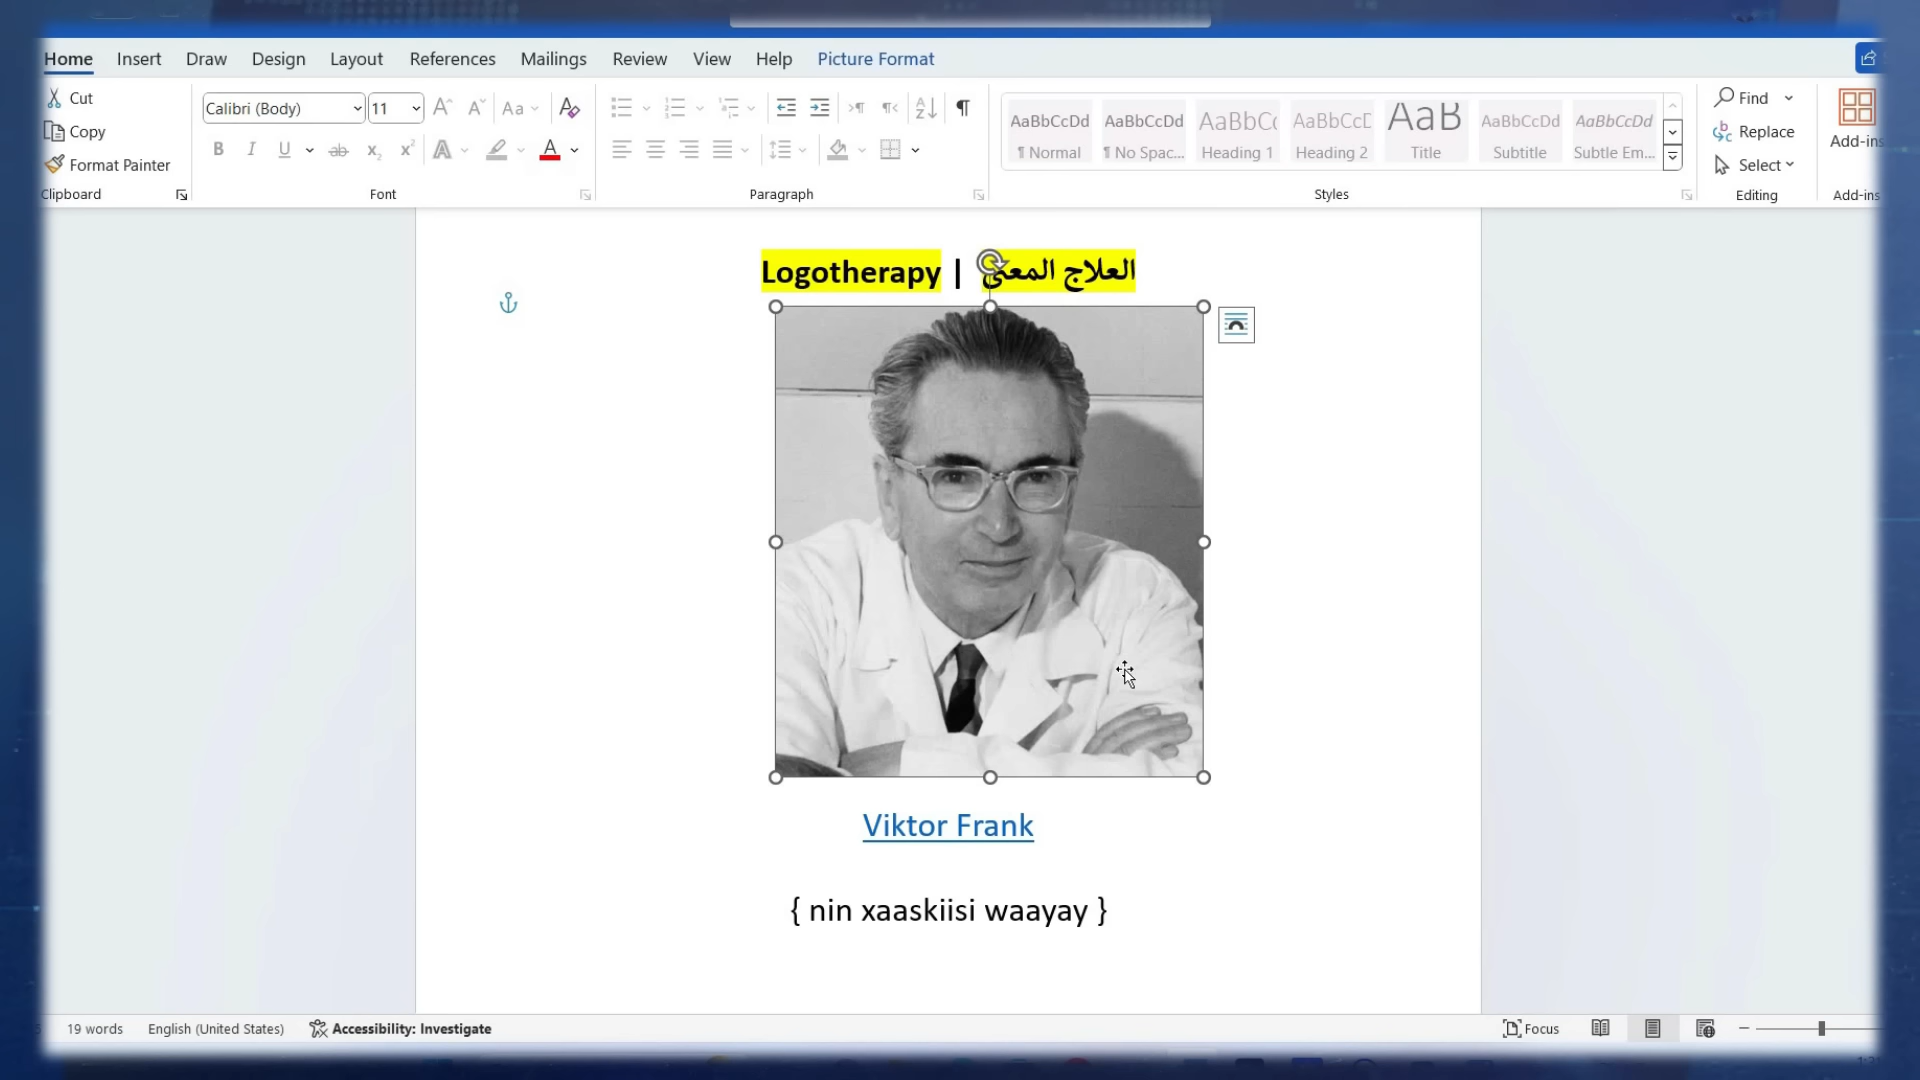 Home Insert Draw Design Layout References Mailings Review View Help Picture Format
Cut
Copy
Format Painter
Clipboard
Calibri (Body) 11
Font
Paragraph
AaBbCcDd AaBbCcDd AaBbC AaBbCc AaB AaBbCcDd AaBbCcDd
¶ Normal ¶ No Spac... Heading 1 Heading 2 Title Subtitle Subtle Em...
Styles
Find
Replace
Select
Editing
Add-ins
Add-ins
Logotherapy | العلاج المعنى
Viktor Frank
{ nin xaaskiisi waayay }
19 words English (United States) Accessibility: Investigate Focus